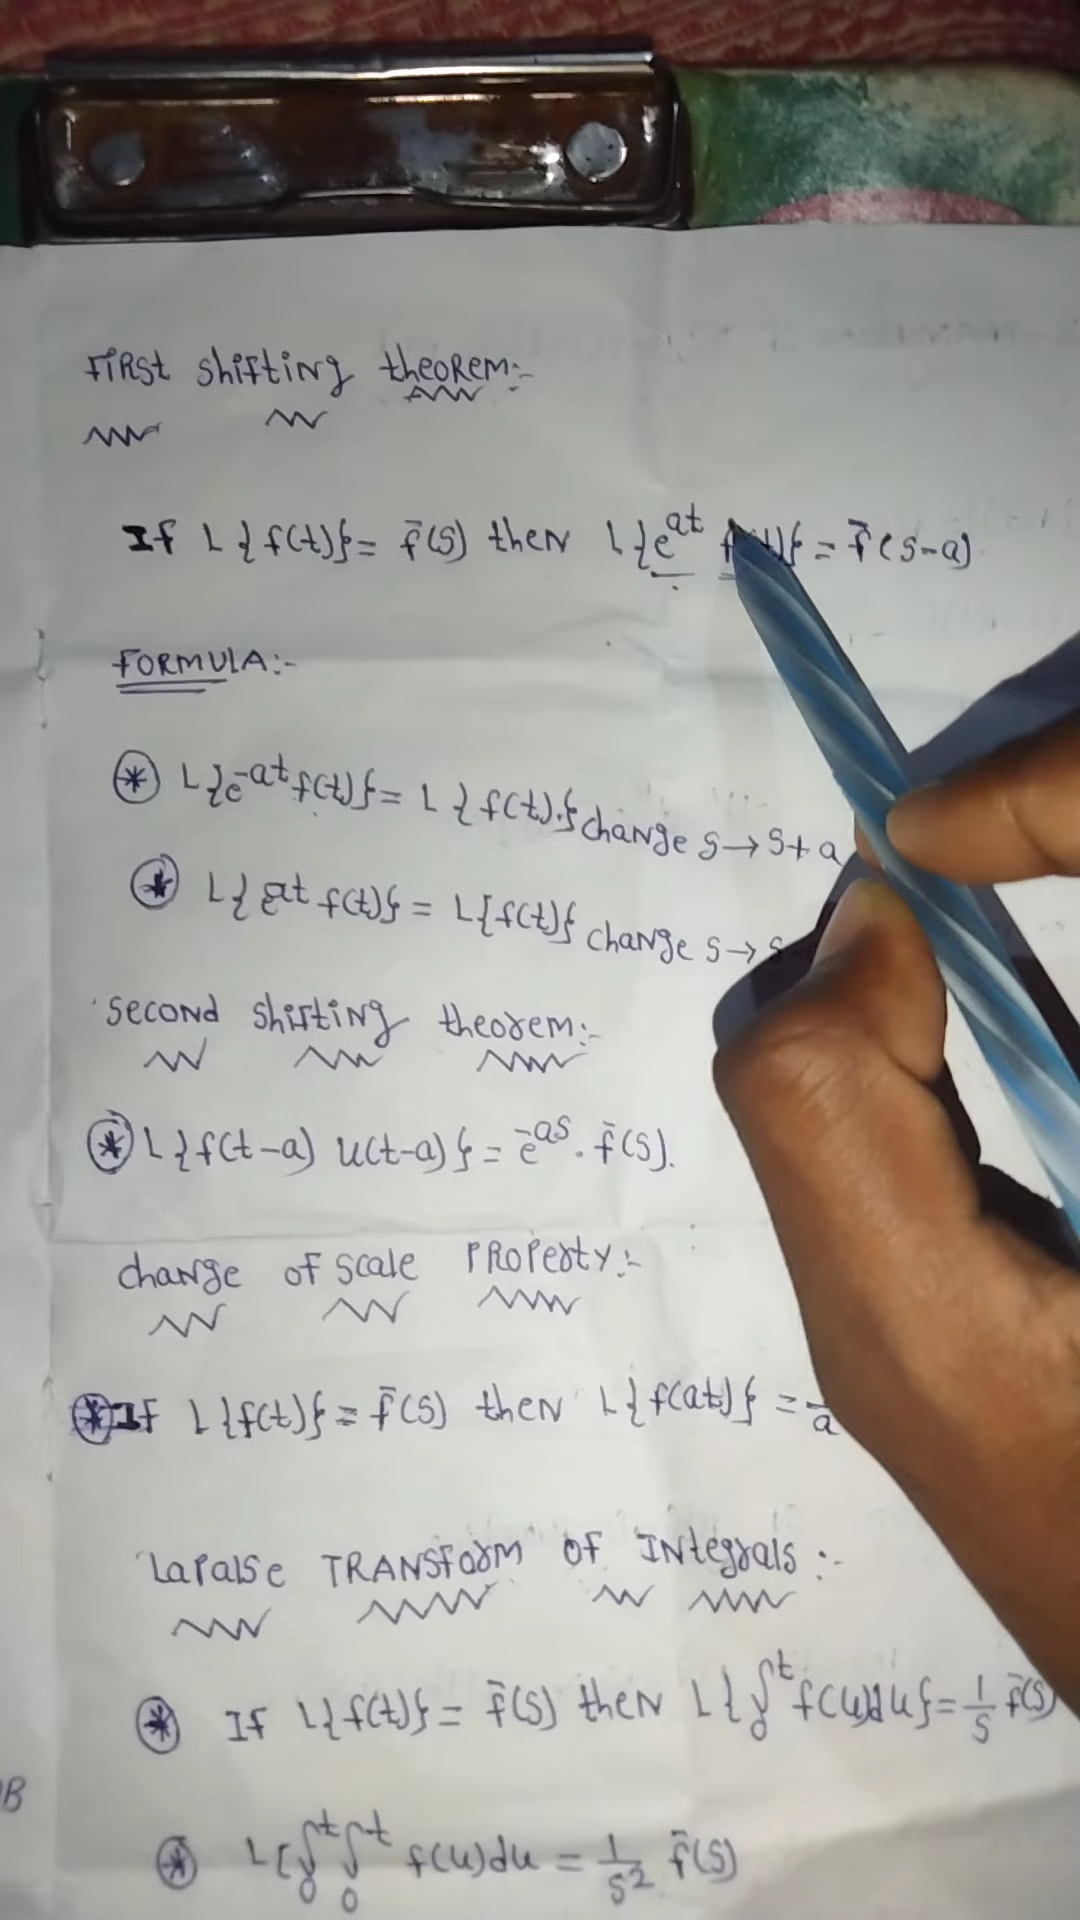 FIRST shifting theorem:-
If L{f(t)} = f̄(s) then L{e^at f(t)} = f̄(s-a)
FORMULA:-
* L{e^-at f(t)} = L{f(t)} change s→s+a
* L{e^at f(t)} = L{f(t)} change s→s
second shifting theorem:-
* L{f(t-a) u(t-a)} = e^-as . f̄(s).
change of scale PROPERTY:-
* If L{f(t)} = f̄(s) then L{f(at)} = /a
Lapalse TRANSform OF INTegrals :-
* If L{f(t)} = f̄(s) then L{∫₀^t f(u)du} = 1/s f̄(s)
B
* L[∫₀^t ∫₀^t f(u)du = 1/s² f̄(s)